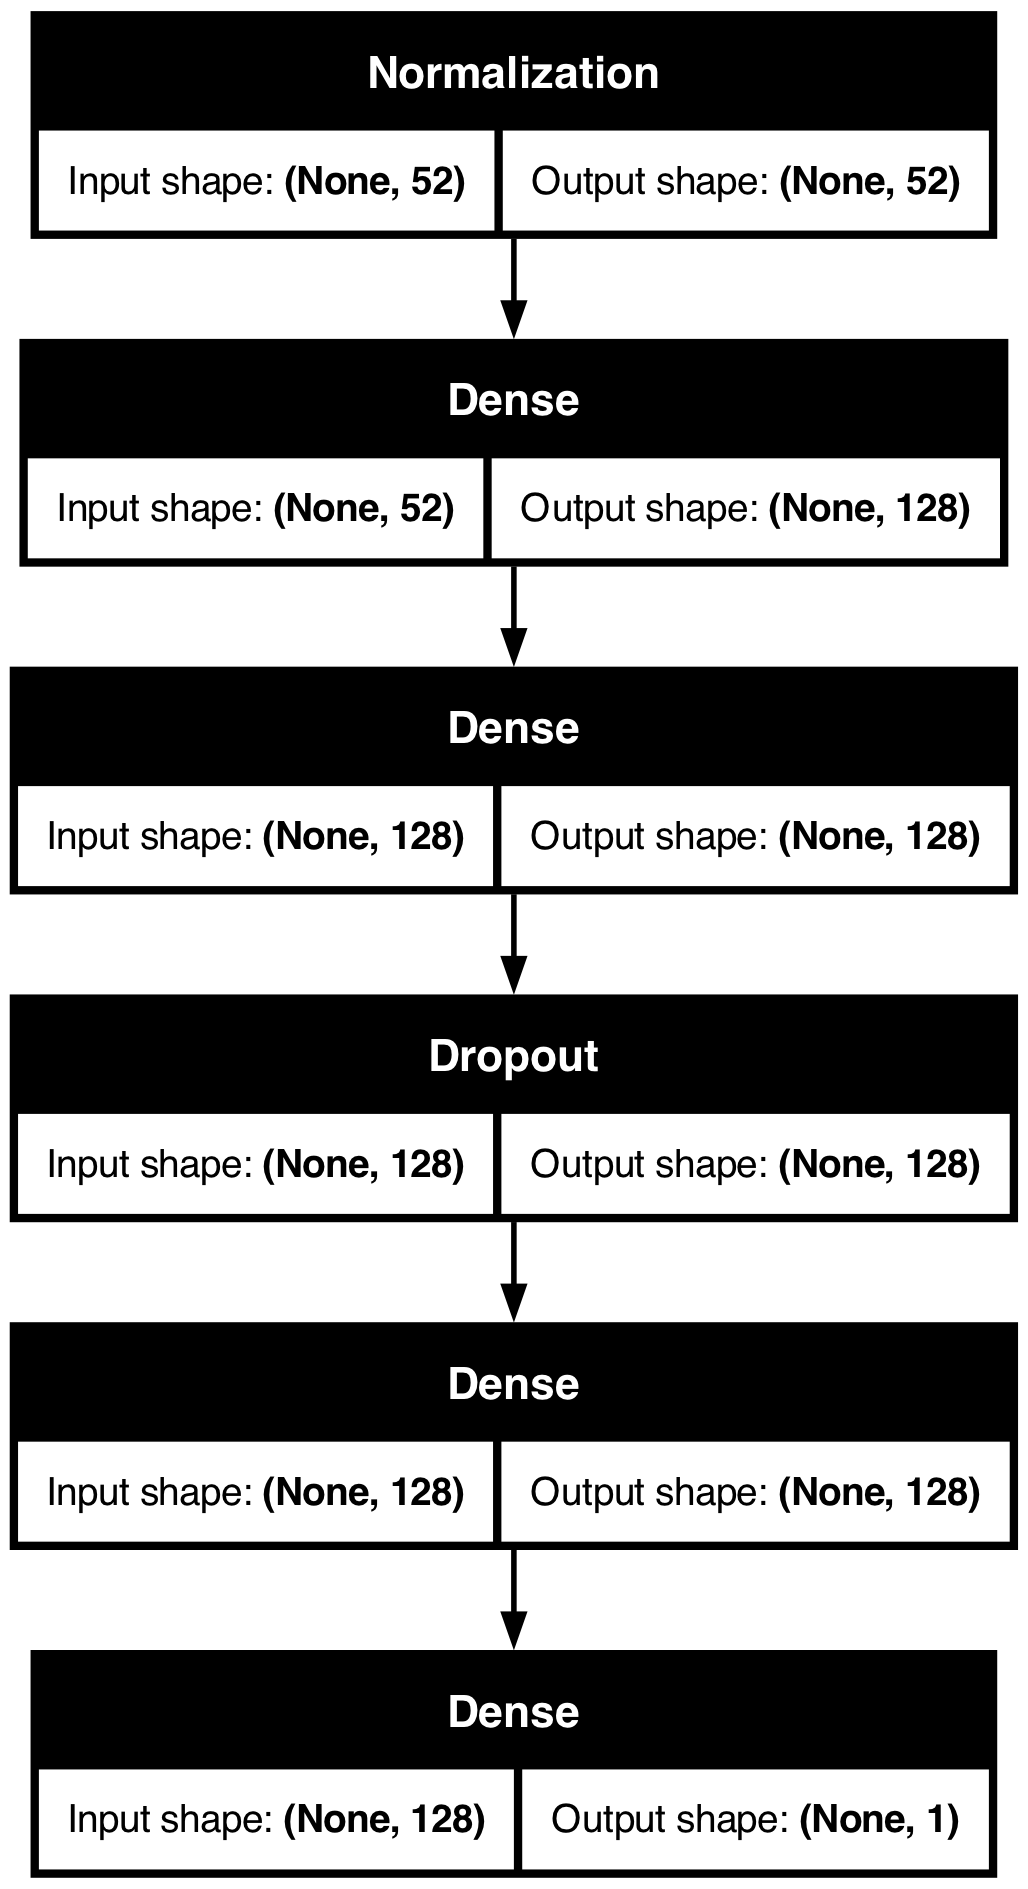 Normalization
Input shape: (None, 52) Output shape: (None, 52)
Dense
Input shape: (None, 52) Output shape: (None, 128)
Dense
Input shape: (None, 128) Output shape: (None, 128)
Dropout
Input shape: (None, 128) Output shape: (None, 128)
Dense
Input shape: (None, 128) Output shape: (None, 128)
Dense
Input shape: (None, 128) Output shape: (None, 1)